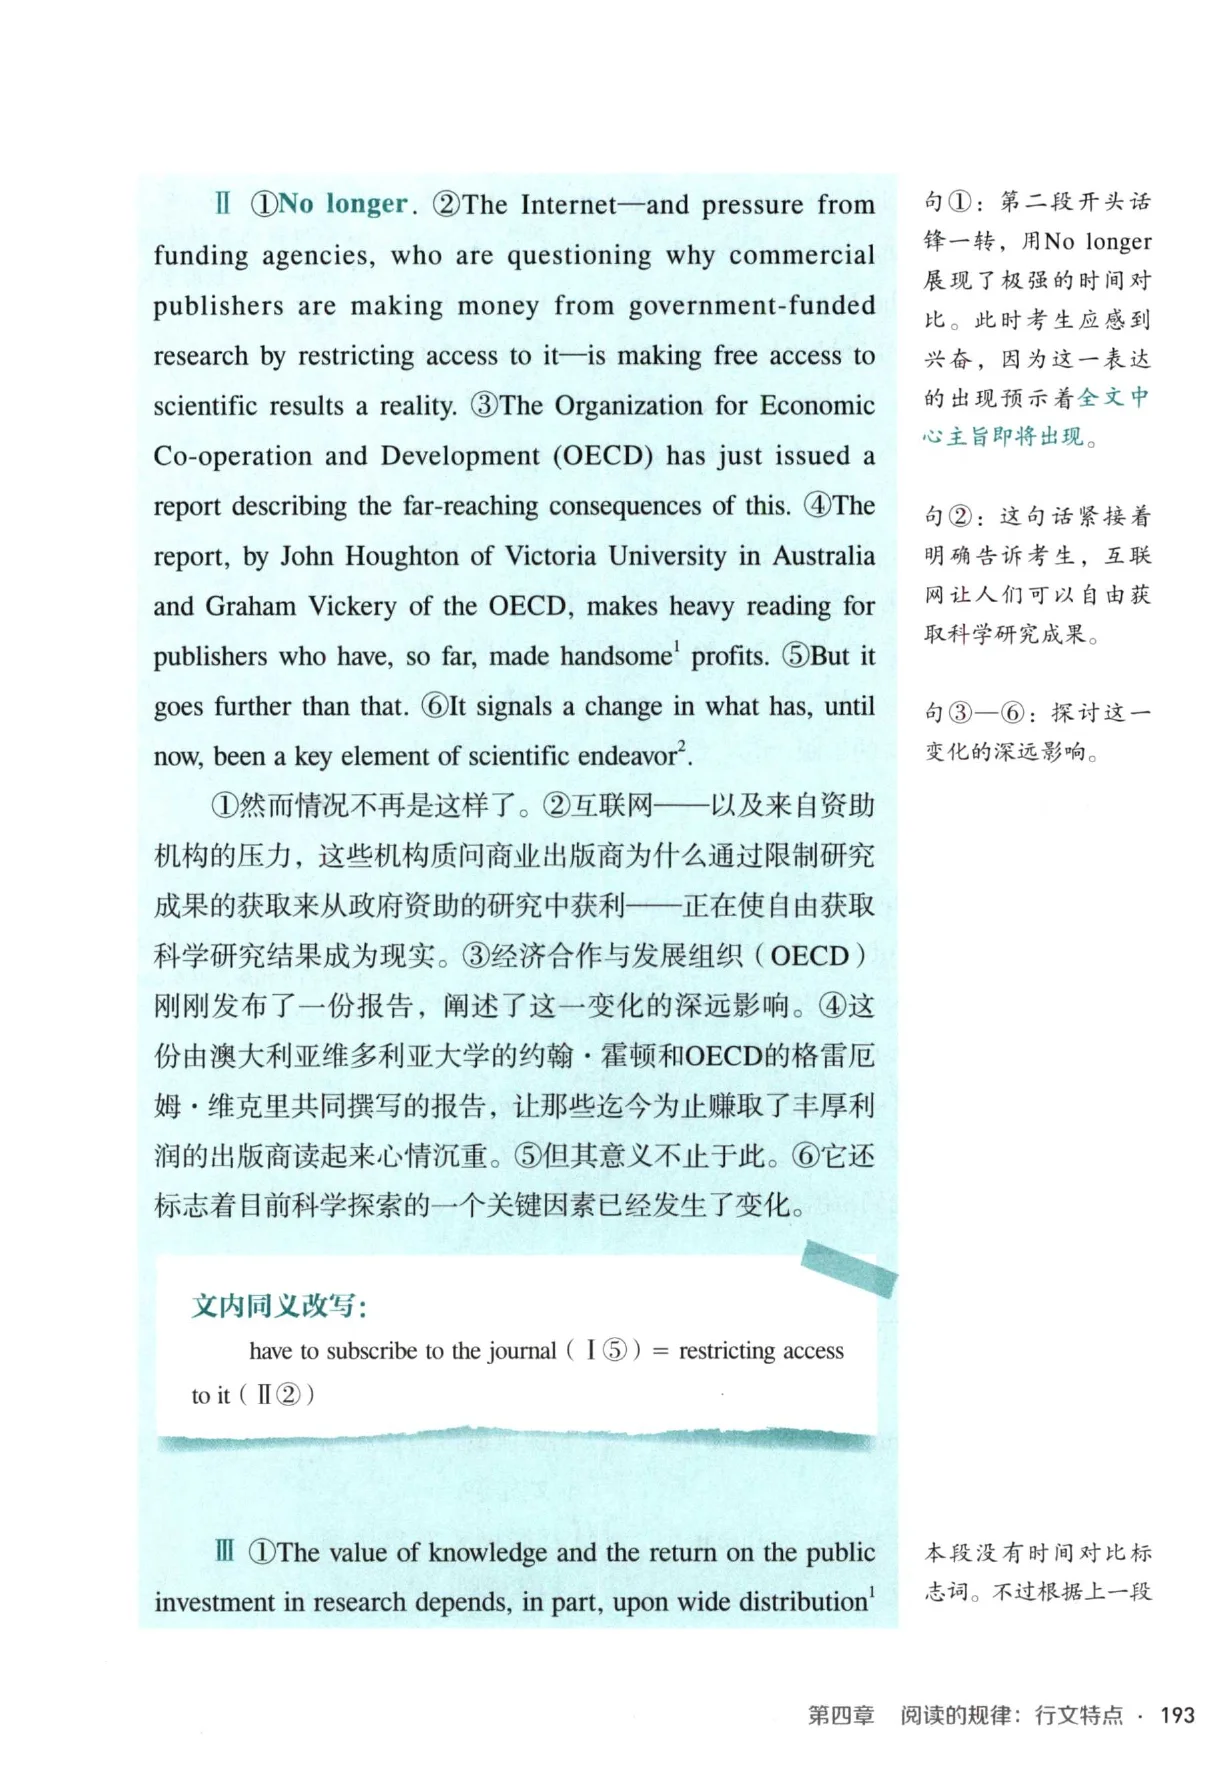 Ⅱ ①No longer. ②The Internet—and pressure from
funding agencies, who are questioning why commercial
publishers are making money from government-funded
research by restricting access to it—is making free access to
scientific results a reality. ③The Organization for Economic
Co-operation and Development (OECD) has just issued a
report describing the far-reaching consequences of this. ④The
report, by John Houghton of Victoria University in Australia
and Graham Vickery of the OECD, makes heavy reading for
publishers who have, so far, made handsome¹ profits. ⑤But it
goes further than that. ⑥It signals a change in what has, until
now, been a key element of scientific endeavor².
①然而情况不再是这样了。②互联网——以及来自资助
机构的压力，这些机构质问商业出版商为什么通过限制研究
成果的获取来从政府资助的研究中获利——正在使自由获取
科学研究结果成为现实。③经济合作与发展组织（OECD）
刚刚发布了一份报告，阐述了这一变化的深远影响。④这
份由澳大利亚维多利亚大学的约翰·霍顿和OECD的格雷厄
姆·维克里共同撰写的报告，让那些迄今为止赚取了丰厚利
润的出版商读起来心情沉重。⑤但其意义不止于此。⑥它还
标志着目前科学探索的一个关键因素已经发生了变化。
文内同义改写：
have to subscribe to the journal（Ⅰ⑤）= restricting access
to it（Ⅱ②）
Ⅲ ①The value of knowledge and the return on the public
investment in research depends, in part, upon wide distribution¹
句①：第二段开头话
锋一转，用No longer
展现了极强的时间对
比。此时考生应感到
兴奋，因为这一表达
的出现预示着全文中
心主旨即将出现。
句②：这句话紧接着
明确告诉考生，互联
网让人们可以自由获
取科学研究成果。
句③—⑥：探讨这一
变化的深远影响。
本段没有时间对比标
志词。不过根据上一段
第四章 阅读的规律：行文特点 · 193